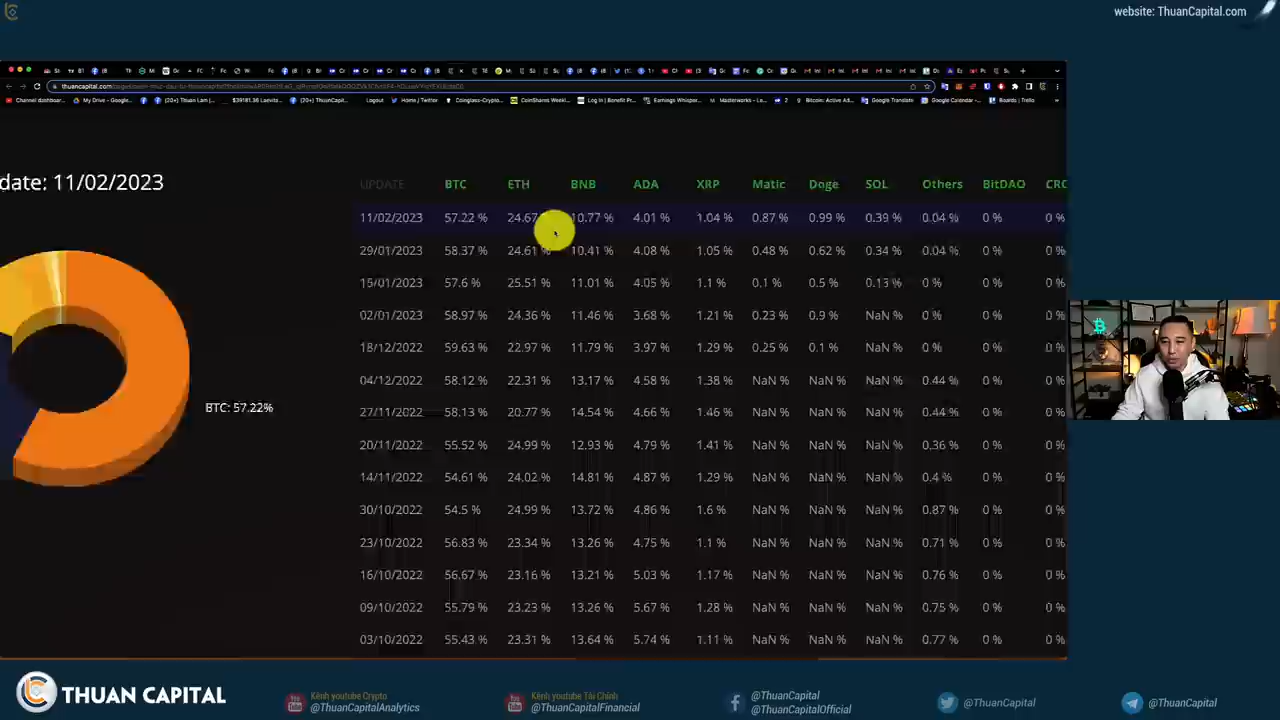 website: ThuanCapital.com
date: 11/02/2023
UPDATE BTC ETH BNB ADA XRP Matic Doge SOL Others BitDAO CRO
11/02/2023 57.22 % 24.67 10.77 % 4.01 % 1.04 % 0.87 % 0.99 % 0.39 % 0.04 % 0 % 0 %
29/01/2023 58.37 % 24.61 % 10.41 % 4.08 % 1.05 % 0.48 % 0.62 % 0.34 % 0.04 % 0 % 0 %
15/01/2023 57.6 % 25.51 % 11.01 % 4.05 % 1.1 % 0.1 % 0.5 % 0.13 % 0 % 0 % 0 %
02/01/2023 58.97 % 24.36 % 11.46 % 3.68 % 1.21 % 0.23 % 0.9 % NaN % 0 % 0 % 0 %
18/12/2022 59.63 % 22.97 % 11.79 % 3.97 % 1.29 % 0.25 % 0.1 % NaN % 0 % 0 % 0 %
04/12/2022 58.12 % 22.31 % 13.17 % 4.58 % 1.38 % NaN % NaN % NaN % 0.44 % 0 % 0 %
27/11/2022 58.13 % 20.77 % 14.54 % 4.66 % 1.46 % NaN % NaN % NaN % 0.44 % 0 % 0 %
20/11/2022 55.52 % 24.99 % 12.93 % 4.79 % 1.41 % NaN % NaN % NaN % 0.36 % 0 % 0 %
14/11/2022 54.61 % 24.02 % 14.81 % 4.87 % 1.29 % NaN % NaN % NaN % 0.4 % 0 % 0 %
30/10/2022 54.5 % 24.99 % 13.72 % 4.86 % 1.6 % NaN % NaN % NaN % 0.87 % 0 % 0 %
23/10/2022 56.83 % 23.34 % 13.26 % 4.75 % 1.1 % NaN % NaN % NaN % 0.71 % 0 % 0 %
16/10/2022 56.67 % 23.16 % 13.21 % 5.03 % 1.17 % NaN % NaN % NaN % 0.76 % 0 % 0 %
09/10/2022 55.79 % 23.23 % 13.26 % 5.67 % 1.28 % NaN % NaN % NaN % 0.75 % 0 % 0 %
03/10/2022 55.43 % 23.31 % 13.64 % 5.74 % 1.11 % NaN % NaN % NaN % 0.77 % 0 % 0 %
BTC: 57.22%
THUAN CAPITAL
Kênh youtube Crypto
@ThuanCapitalAnalytics
Kênh youtube Tài Chính
@ThuanCapitalFinancial
@ThuanCapital
@ThuanCapitalOfficial
@ThuanCapital
@ThuanCapital